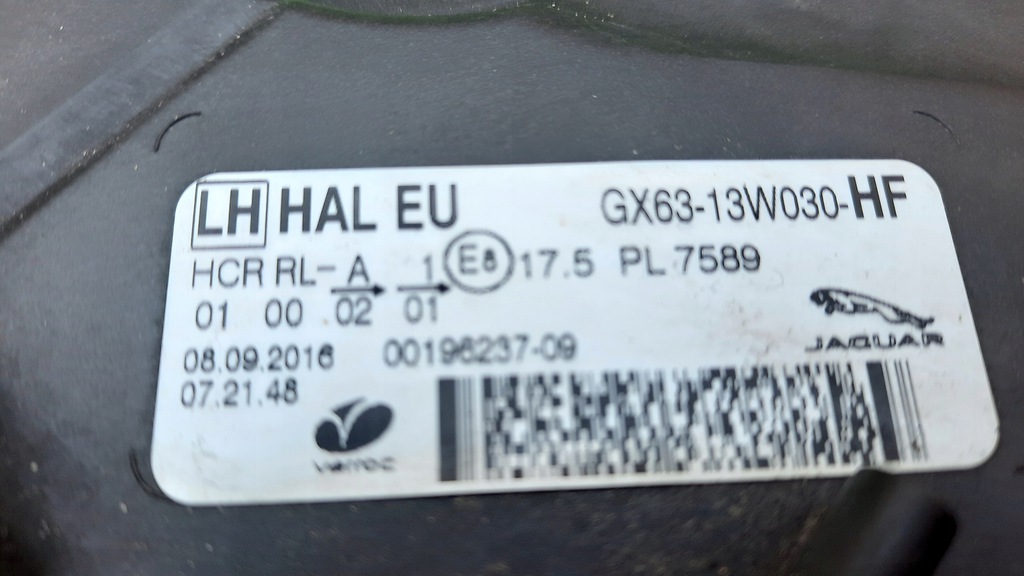 LH HAL EU GX63-13W030-HF
HCR RL- A 1 E8 17.5 PL 7589
01 00 02 01
JAGUAR
08.09.2016 00196237-09
07.21.48